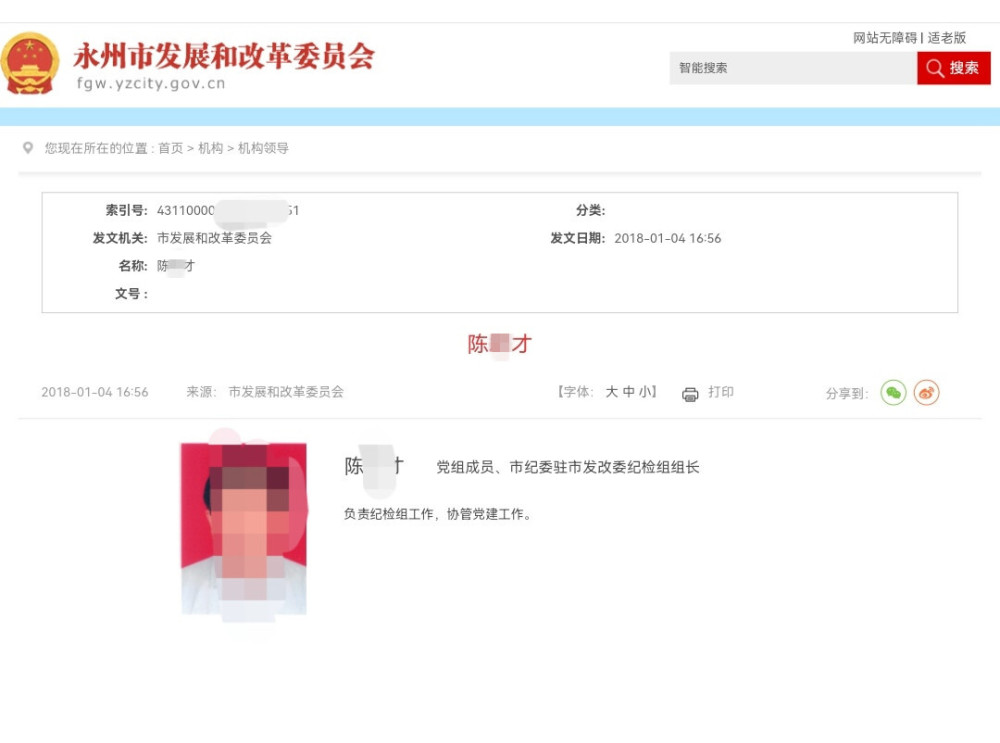 网站无障碍 | 适老版
永州市发展和改革委员会
fgw.yzcity.gov.cn
智能搜索 搜索
您现在所在的位置 : 首页 > 机构 > 机构领导
索引号: 43110000 51 分类:
发文机关: 市发展和改革委员会 发文日期: 2018-01-04 16:56
名称: 陈 才
文号 :
陈 才
2018-01-04 16:56 来源: 市发展和改革委员会 【字体: 大 中 小】 打印 分享到:
陈 才 党组成员、市纪委驻市发改委纪检组组长
负责纪检组工作，协管党建工作。